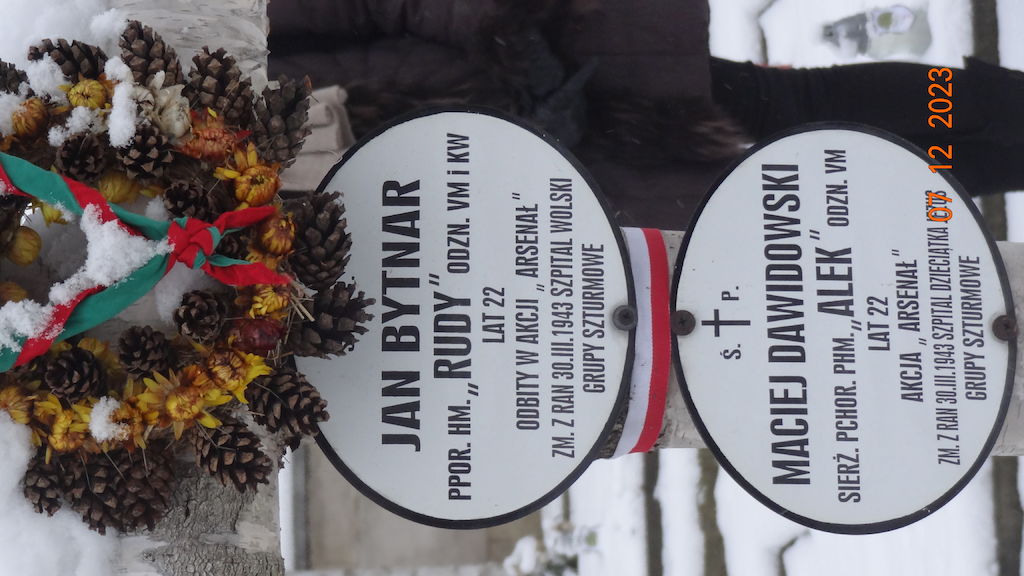 JAN BYTNAR
PPOR. HM. „RUDY” ODZN. VM i KW
LAT 22
ODBITY W AKCJI „ARSENAŁ”
ZM. Z RAN 30.III.1943 SZPITAL WOLSKI
GRUPY SZTURMOWE
Ś. P.
MACIEJ DAWIDOWSKI
SIERŻ. PCHOR. PHM. „ALEK” ODZN. VM
LAT 22
AKCJA „ARSENAŁ”
ZM. Z RAN 30.III.1943 SZPITAL DZIECIĄTKA
GRUPY SZTURMOWE
12 2023